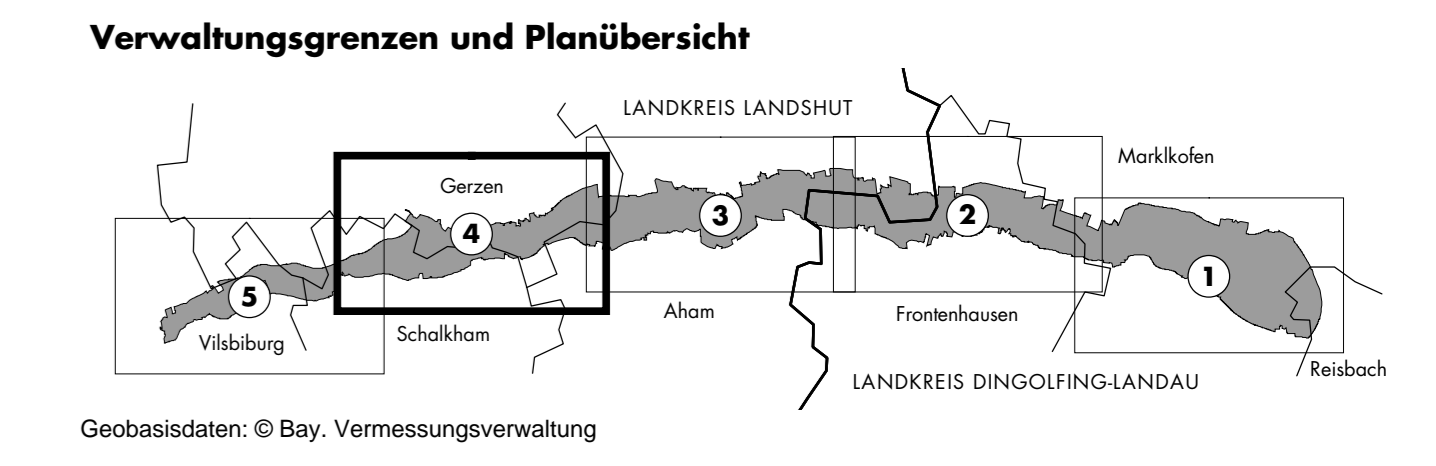 Verwaltungsgrenzen und Planübersicht
LANDKREIS LANDSHUT
Marklkofen
Gerzen
3
2
4
1
5
Aham
Frontenhausen
Schalkham
Vilsbiburg
Reisbach
LANDKREIS DINGOLFING-LANDAU
Geobasisdaten: © Bay. Vermessungsverwaltung